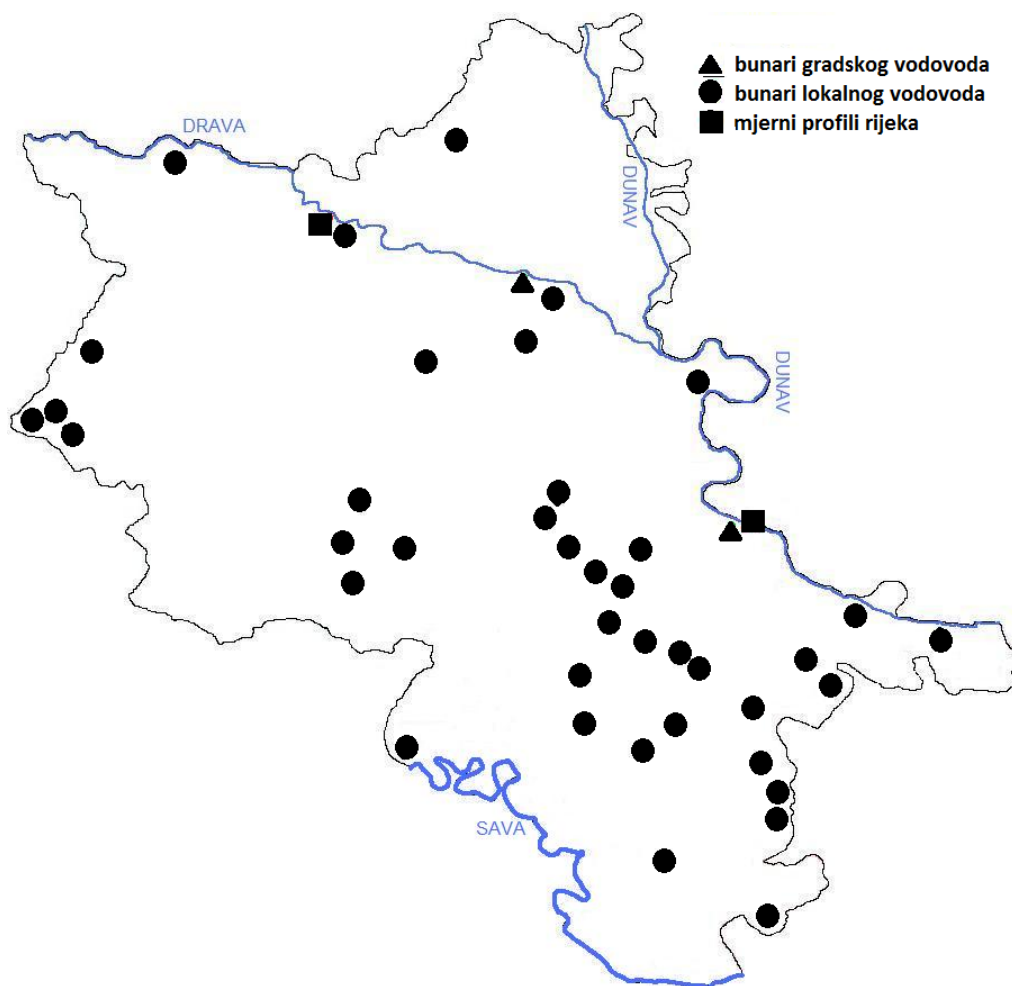 bunari gradskog vodovoda
bunari lokalnog vodovoda
mjerni profili rijeka
DRAVA
DUNAV
DUNAV
SAVA